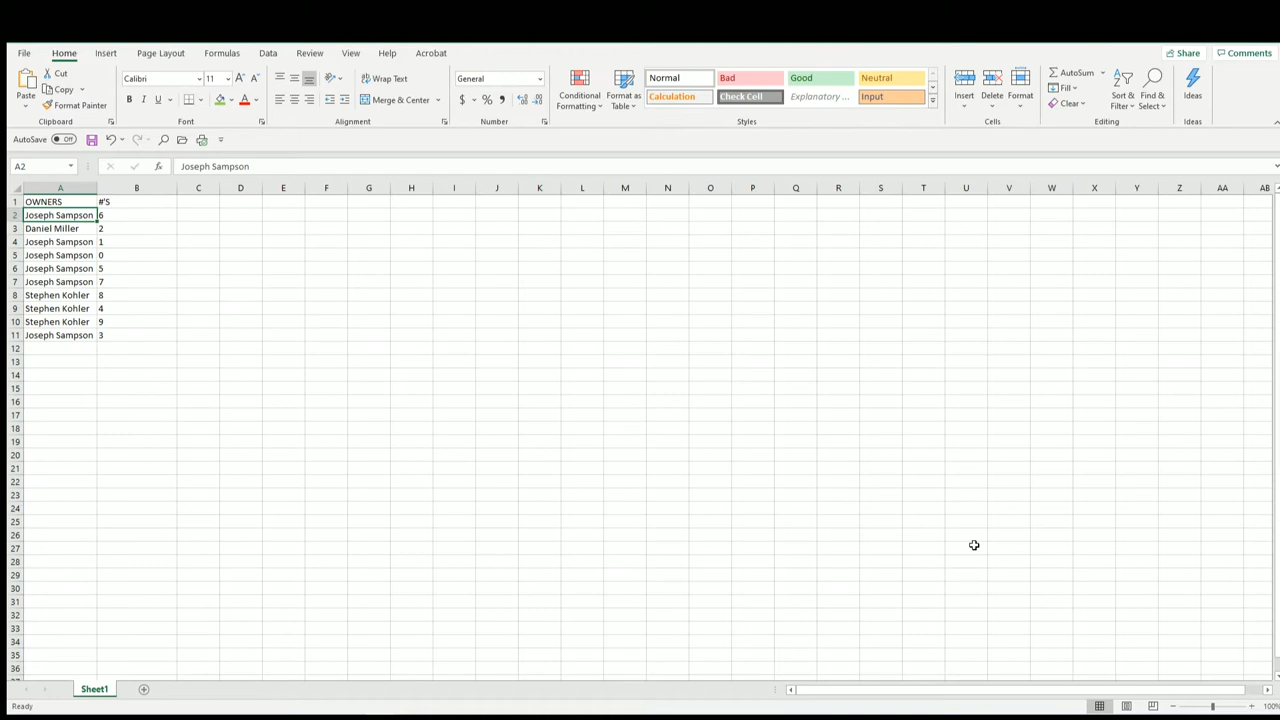 File Home Insert Page Layout Formulas Data Review View Help Acrobat Share Comments
Paste Cut Copy Format Painter Clipboard
Calibri 11 B I U A A Font
Wrap Text Merge & Center Alignment
General $ % , Number
Conditional Formatting Format as Table
Normal Bad Good Neutral
Calculation Check Cell Explanatory ... Input
Styles
Insert Delete Format Cells
AutoSum Fill Clear Sort & Filter Find & Select Editing
Ideas Ideas
AutoSave Off
A2 fx Joseph Sampson
A B C D E F G H I J K L M N O P Q R S T U V W X Y Z AA AB
1 OWNERS #'S
2 Joseph Sampson 6
3 Daniel Miller 2
4 Joseph Sampson 1
5 Joseph Sampson 0
6 Joseph Sampson 5
7 Joseph Sampson 7
8 Stephen Kohler 8
9 Stephen Kohler 4
10 Stephen Kohler 9
11 Joseph Sampson 3
12
13
14
15
16
17
18
19
20
21
22
23
24
25
26
27
28
29
30
31
32
33
34
35
36
Sheet1
Ready 100%